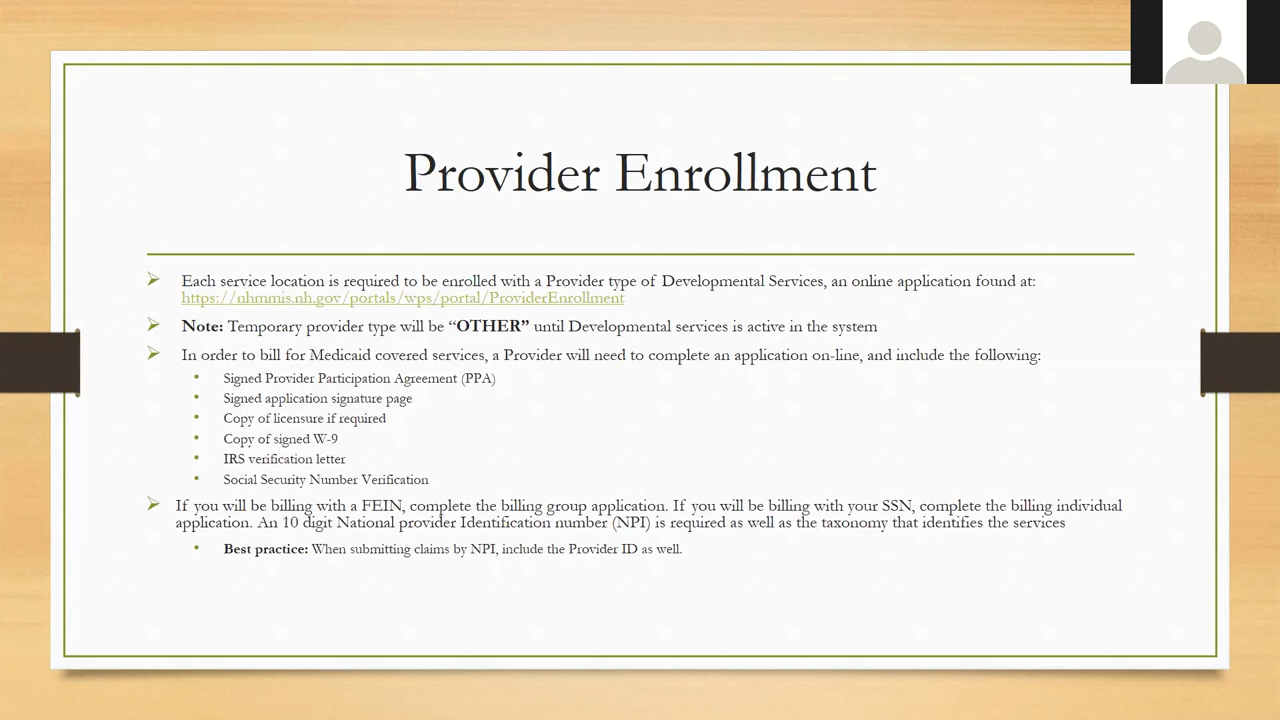 Provider Enrollment
Each service location is required to be enrolled with a Provider type of Developmental Services, an online application found at:
https://nhmmis.nh.gov/portals/wps/portal/ProviderEnrollment
Note: Temporary provider type will be “OTHER” until Developmental services is active in the system
In order to bill for Medicaid covered services, a Provider will need to complete an application on-line, and include the following:
Signed Provider Participation Agreement (PPA)
Signed application signature page
Copy of licensure if required
Copy of signed W-9
IRS verification letter
Social Security Number Verification
If you will be billing with a FEIN, complete the billing group application. If you will be billing with your SSN, complete the billing individual
application. An 10 digit National provider Identification number (NPI) is required as well as the taxonomy that identifies the services
Best practice: When submitting claims by NPI, include the Provider ID as well.